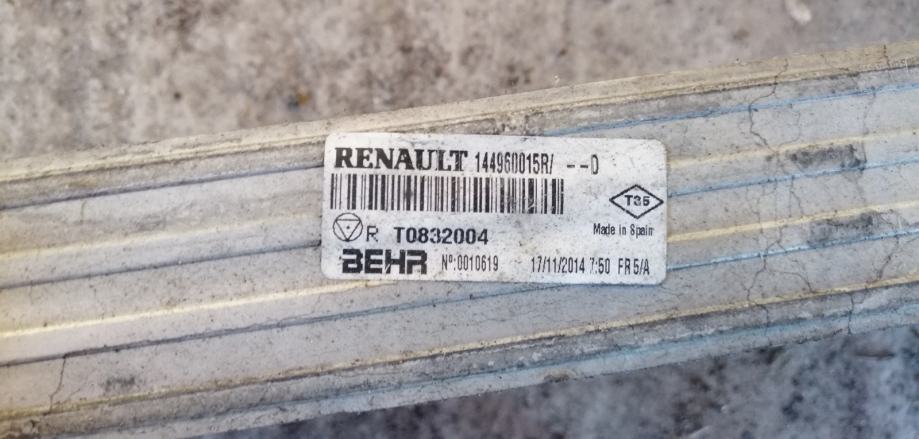 RENAULT 144960015R/ --D
T35
Made in Spain
R T0832004
BEHR Nº:0010619 17/11/2014 7:50 FR5/A